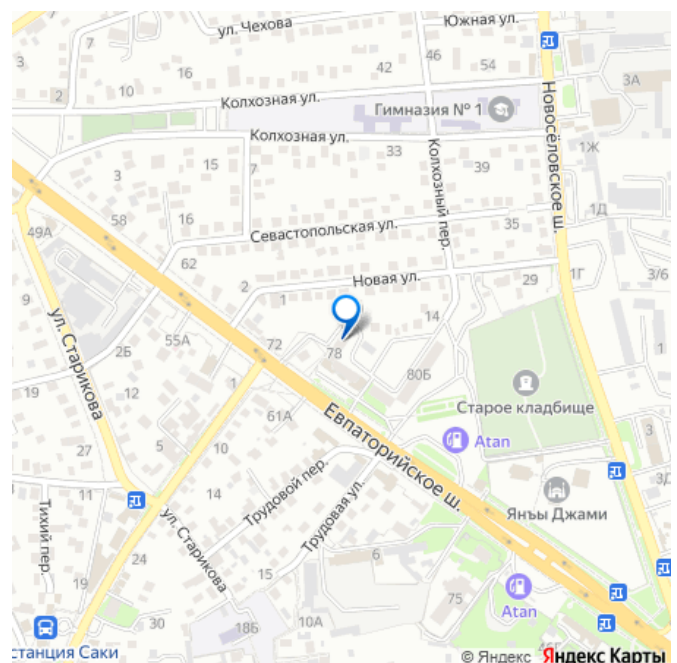 ул. Чехова
Южная ул.
7
3
10
42
46
54
3А
2
16
Колхозная ул.
Гимназия № 1
Новосёловское ш.
Колхозная ул.
7
15
33
39
1Ж
3
Колхозный пер.
58
16
Севастопольская ул.
35
1Д
49А
62
9
2
1
Новая ул.
29
1Г
3/6
ул. Старикова
55А
72
78
14
2Б
1
80Б
1
19
12
61А
Евпаторийское ш.
Старое кладбище
Atan
27
5
10
3
11
14
Трудовой пер.
Янъы Джами
3Д
Тихий пер.
ул. Старикова
Трудовая ул.
24
6
19
15
75
Atan
30
18Б
10А
станция Саки
© Яндекс Яндекс Карты